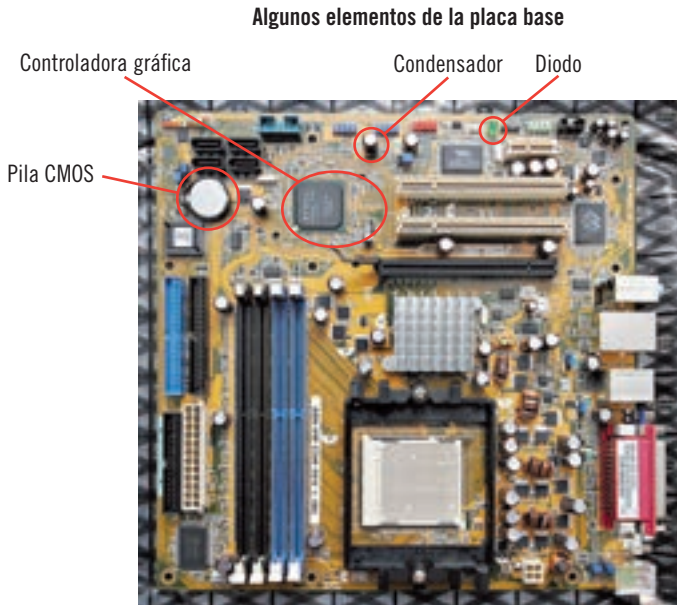 Algunos elementos de la placa base
Controladora gráfica
Condensador
Diodo
Pila CMOS